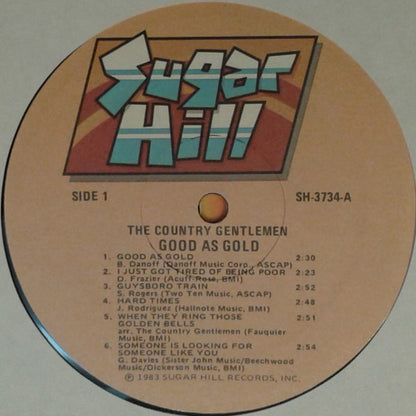 Sugar
Hill
SIDE 1
SH-3734-A
THE COUNTRY GENTLEMEN
GOOD AS GOLD
1. GOOD AS GOLD 2:30
B. Danoff (Danoff Music Corp., ASCAP)
2. I JUST GOT TIRED OF BEING POOR 2:23
D. Frazier (Acuff Rose, BMI)
3. GUYSBORO TRAIN 2:52
S. Rogers (Two Ten Music, ASCAP)
4. HARD TIMES 2:48
J. Rodriguez (Hallnote Music, BMI)
5. WHEN THEY RING THOSE 2:51
GOLDEN BELLS
arr. The Country Gentlemen (Fauquier
Music, BMI)
6. SOMEONE IS LOOKING FOR 2:54
SOMEONE LIKE YOU
G. Davies (Sister John Music/Beechwood
Music/Dickerson Music, BMI)
℗ 1983 SUGAR HILL RECORDS, INC.